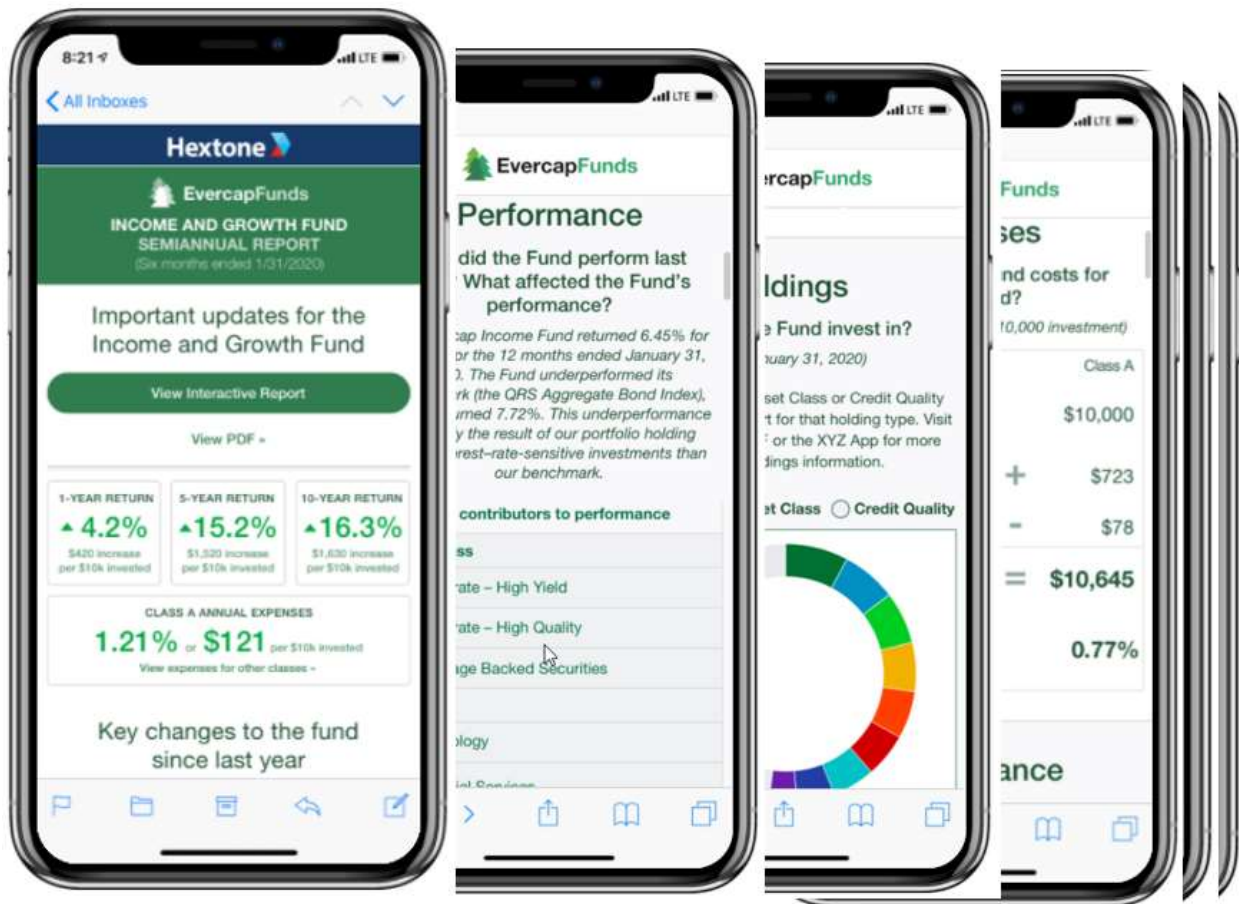 8:21
LTE
All Inboxes
Hextone
EvercapFunds
INCOME AND GROWTH FUND
SEMIANNUAL REPORT
(Six months ended 1/31/2020)
Important updates for the
Income and Growth Fund
View Interactive Report
View PDF »
1-YEAR RETURN
4.2%
$420 increase
per $10k invested
5-YEAR RETURN
15.2%
$1,520 increase
per $10k invested
10-YEAR RETURN
16.3%
$1,630 increase
per $10k invested
CLASS A ANNUAL EXPENSES
1.21% or $121 per $10k invested
View expenses for other classes »
Key changes to the fund
since last year
LTE
EvercapFunds
Performance
did the Fund perform last
What affected the Fund's
performance?
cap Income Fund returned 6.45% for
or the 12 months ended January 31,
0. The Fund underperformed its
rk (the QRS Aggregate Bond Index),
urned 7.72%. This underperformance
y the result of our portfolio holding
rest–rate-sensitive investments than
our benchmark.
contributors to performance
ss
rate – High Yield
rate – High Quality
age Backed Securities
ology
ial Services
LTE
ercapFunds
ldings
e Fund invest in?
uary 31, 2020)
set Class or Credit Quality
rt for that holding type. Visit
F or the XYZ App for more
dings information.
et Class Credit Quality
LTE
Funds
ses
nd costs for
d?
10,000 investment)
Class A
$10,000
+ $723
- $78
= $10,645
0.77%
ance